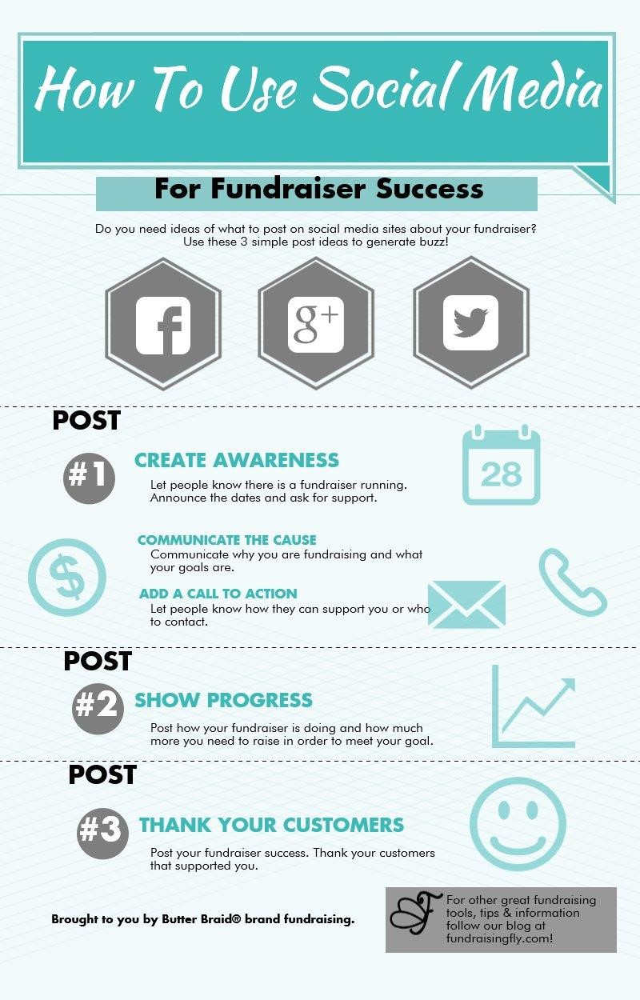 How To Use Social Media
For Fundraiser Success
Do you need ideas of what to post on social media sites about your fundraiser?
Use these 3 simple post ideas to generate buzz!
f
g+
POST
#1
CREATE AWARENESS
Let people know there is a fundraiser running.
Announce the dates and ask for support.
28
COMMUNICATE THE CAUSE
Communicate why you are fundraising and what
your goals are.
$
ADD A CALL TO ACTION
Let people know how they can support you or who
to contact.
POST
#2
SHOW PROGRESS
Post how your fundraiser is doing and how much
more you need to raise in order to meet your goal.
POST
#3
THANK YOUR CUSTOMERS
Post your fundraiser success. Thank your customers
that supported you.
Brought to you by Butter Braid® brand fundraising.
For other great fundraising
tools, tips & information
follow our blog at
fundraisingfly.com!